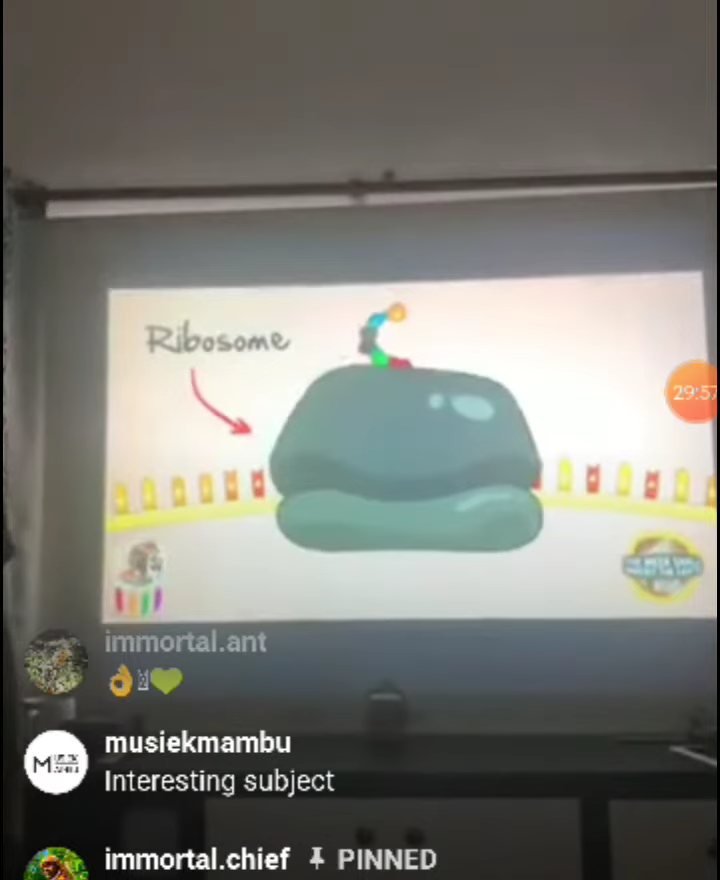 Ribosome
29:57
immortal.ant
👌💚
musiekmambu
Interesting subject
immortal.chief PINNED